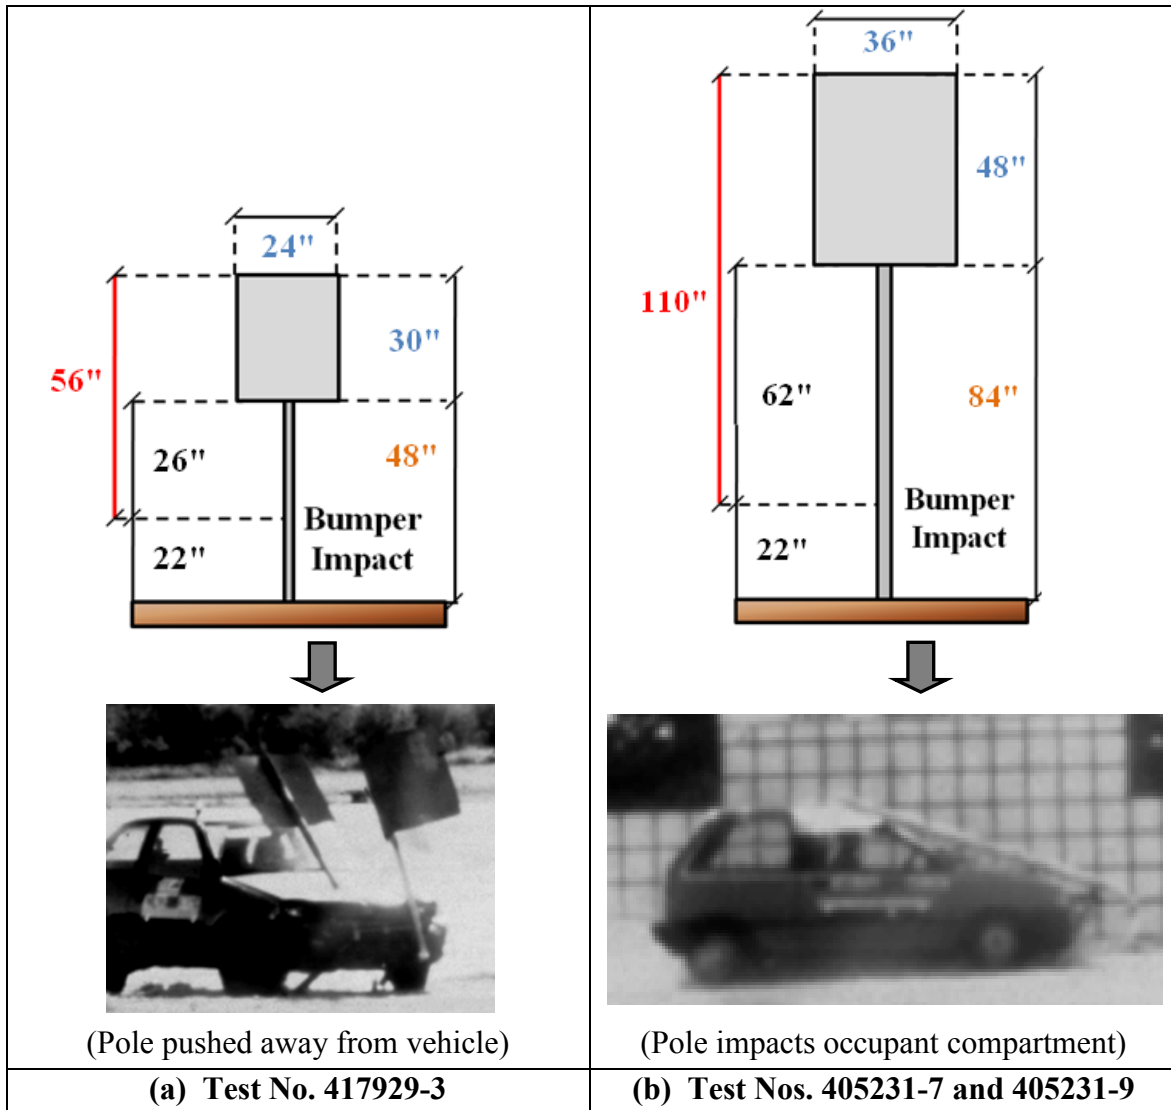 24"
56"
30"
26"
48"
22"
Bumper
Impact
(Pole pushed away from vehicle)
(a) Test No. 417929-3
36"
48"
110"
62"
84"
22"
Bumper
Impact
(Pole impacts occupant compartment)
(b) Test Nos. 405231-7 and 405231-9